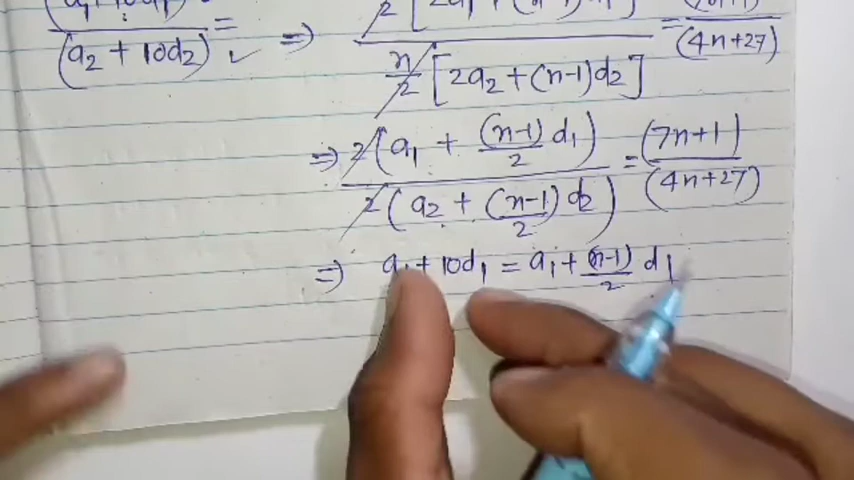 (a₂ + 10d₂) = ⇒ n/2 [2a₂ + (n-1)d₂] = (4n+27)
⇒ 2(a₁ + (n-1)/2 d₁) / 2(a₂ + (n-1)/2 d₂) = (7n+1)/(4n+27)
⇒ a₁ + 10d₁ = a₁ + (n-1)/2 d₁